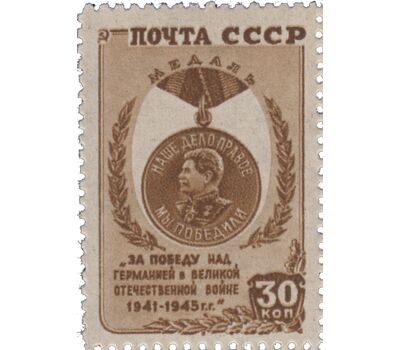 ПОЧТА СССР
МЕДАЛЬ
НАШЕ ДЕЛО ПРАВОЕ
МЫ ПОБЕДИЛИ
„ЗА ПОБЕДУ НАД
ГЕРМАНИЕЙ в ВЕЛИКОЙ
ОТЕЧЕСТВЕННОЙ ВОЙНЕ
1941-1945 г.г."
30
КОП